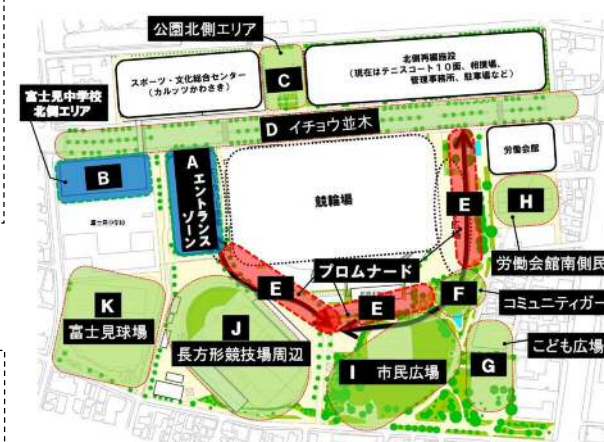 公園北側エリア
スポーツ・文化総合センター
(カルッツかわさき)
C
北側再編施設
(現在はテニスコート10面、相撲場、
管理事務所、駐車場など)
富士見中学校
北側エリア
D イチョウ並木
労働会館
B
A
エントランス
ゾーン
競輪場
E
H
富士見中学校
労働会館南側民
プロムナード
E
E
F
コミュニティガー
K
富士見球場
J
長方形競技場周辺
こども広場
I 市民広場
G